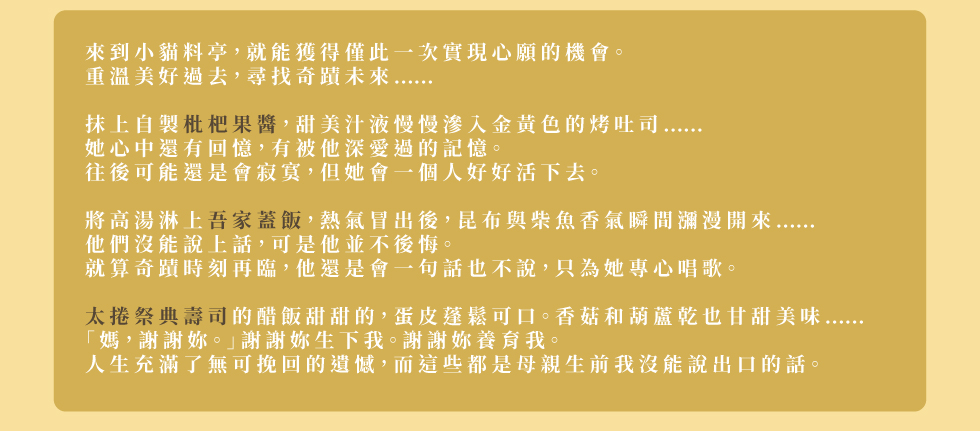 來到小貓料亭，就能獲得僅此一次實現心願的機會。
重溫美好過去，尋找奇蹟未來……
抹上自製枇杷果醬，甜美汁液慢慢滲入金黃色的烤吐司……
她心中還有回憶，有被他深愛過的記憶。
往後可能還是會寂寞，但她會一個人好好活下去。
將高湯淋上吾家蓋飯，熱氣冒出後，昆布與柴魚香氣瞬間瀰漫開來……
他們沒能說上話，可是他並不後悔。
就算奇蹟時刻再臨，他還是會一句話也不說，只為她專心唱歌。
太捲祭典壽司的醋飯甜甜的，蛋皮蓬鬆可口。香菇和葫蘆乾也甘甜美味……
「媽，謝謝妳。」謝謝妳生下我。謝謝妳養育我。
人生充滿了無可挽回的遺憾，而這些都是母親生前我沒能說出口的話。